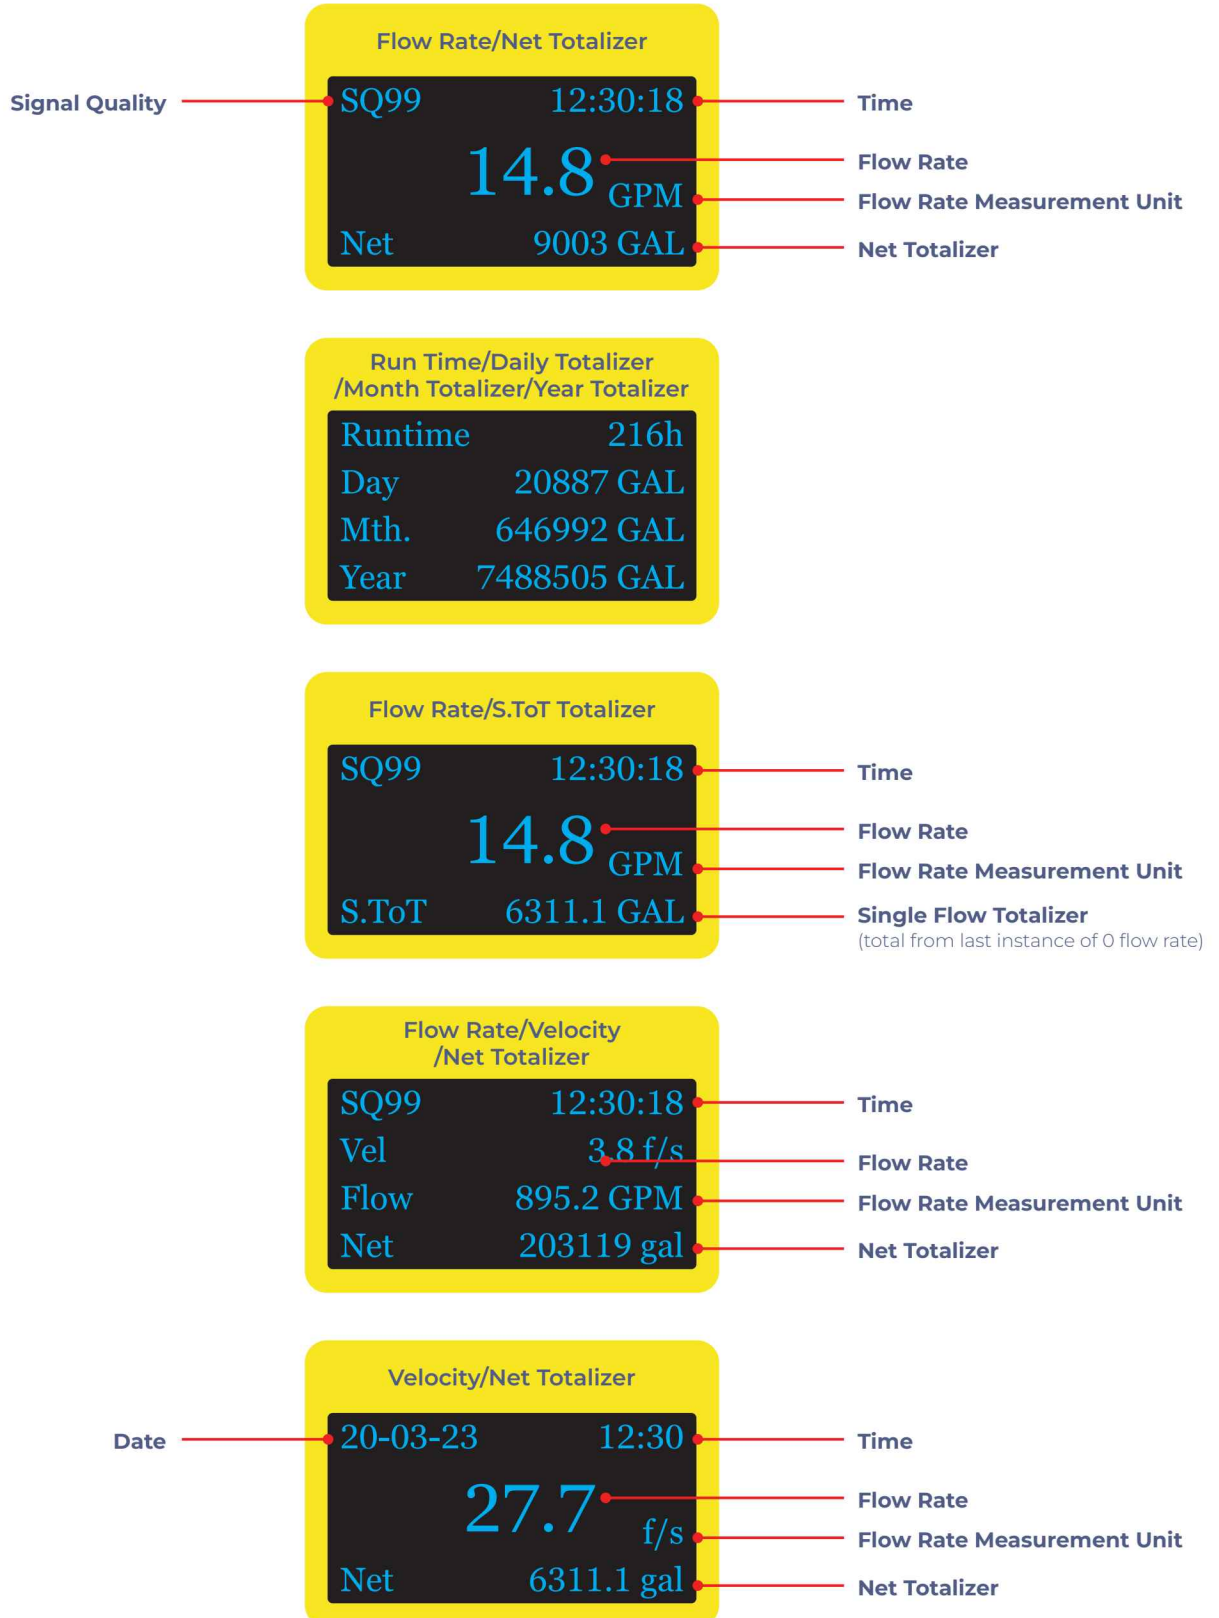 Flow Rate/Net Totalizer
Signal Quality
SQ99 12:30:18
Time
14.8
Flow Rate
GPM
Flow Rate Measurement Unit
Net 9003 GAL
Net Totalizer
Run Time/Daily Totalizer
/Month Totalizer/Year Totalizer
Runtime 216h
Day 20887 GAL
Mth. 646992 GAL
Year 7488505 GAL
Flow Rate/S.ToT Totalizer
SQ99 12:30:18
Time
14.8
Flow Rate
GPM
Flow Rate Measurement Unit
S.ToT 6311.1 GAL
Single Flow Totalizer
(total from last instance of 0 flow rate)
Flow Rate/Velocity
/Net Totalizer
SQ99 12:30:18
Time
Vel 3.8 f/s
Flow Rate
Flow 895.2 GPM
Flow Rate Measurement Unit
Net 203119 gal
Net Totalizer
Velocity/Net Totalizer
Date
20-03-23 12:30
Time
27.7
Flow Rate
f/s
Flow Rate Measurement Unit
Net 6311.1 gal
Net Totalizer